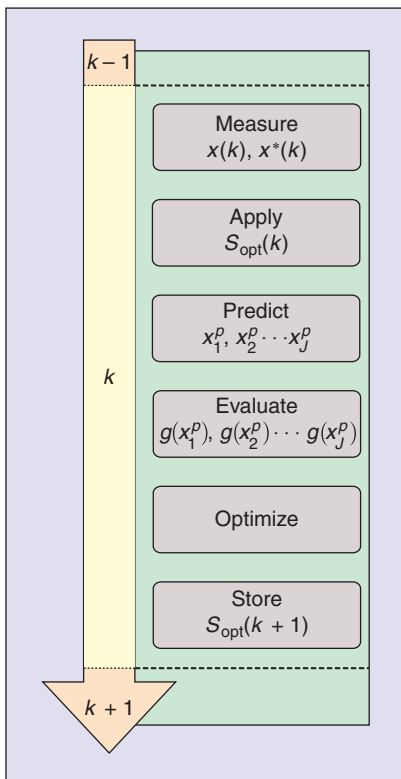 k – 1
Measure
x(k), x*(k)
Apply
S_opt(k)
Predict
x_1^p, x_2^p ⋯ x_J^p
k
Evaluate
g(x_1^p), g(x_2^p) ⋯ g(x_J^p)
Optimize
Store
S_opt(k + 1)
k + 1